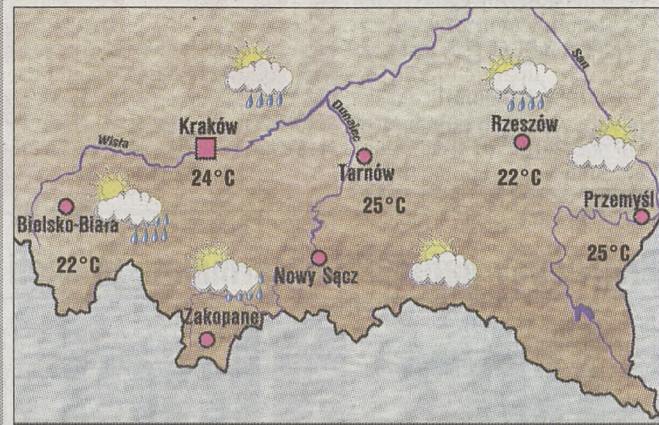 San
Dunajec
Kraków
Rzeszów
Wisła
24°C
Tarnów
22°C
25°C
Przemyśl
Bielsko-Biała
22°C
25°C
Nowy Sącz
Zakopane